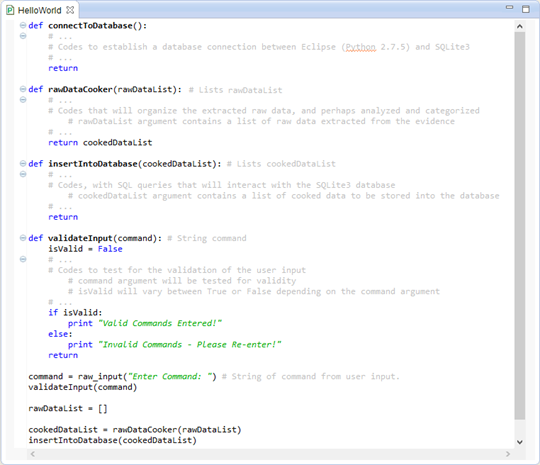 HelloWorld
def connectToDatabase():
    # ...
    # Codes to establish a database connection between Eclipse (Python 2.7.5) and SQLite3
    # ...
    return
def rawDataCooker(rawDataList): # Lists rawDataList
    # ...
    # Codes that will organize the extracted raw data, and perhaps analyzed and categorized
        # rawDataList argument contains a list of raw data extracted from the evidence
    # ...
    return cookedDataList
def insertIntoDatabase(cookedDataList): # Lists cookedDataList
    # ...
    # Codes, with SQL queries that will interact with the SQLite3 database
        # cookedDataList argument contains a list of cooked data to be stored into the database
    # ...
    return
def validateInput(command): # String command
    isValid = False
    # ...
    # Codes to test for the validation of the user input
        # command argument will be tested for validity
        # isValid will vary between True or False depending on the command argument
    # ...
    if isValid:
        print "Valid Commands Entered!"
    else:
        print "Invalid Commands - Please Re-enter!"
    return
command = raw_input("Enter Command: ") # String of command from user input.
validateInput(command)
rawDataList = []
cookedDataList = rawDataCooker(rawDataList)
insertIntoDatabase(cookedDataList)